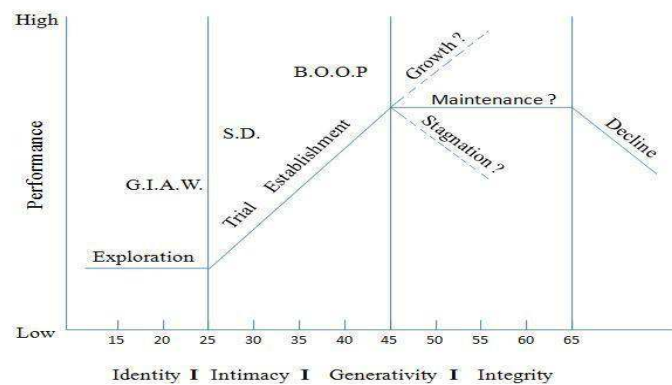 High
B.O.O.P
Growth ?
Maintenance ?
Stagnation ?
Decline
S.D.
Trial Establishment
G.I.A.W.
Exploration
Performance
Low
15 20 25 30 35 40 45 50 55 60 65
Identity I Intimacy I Generativity I Integrity